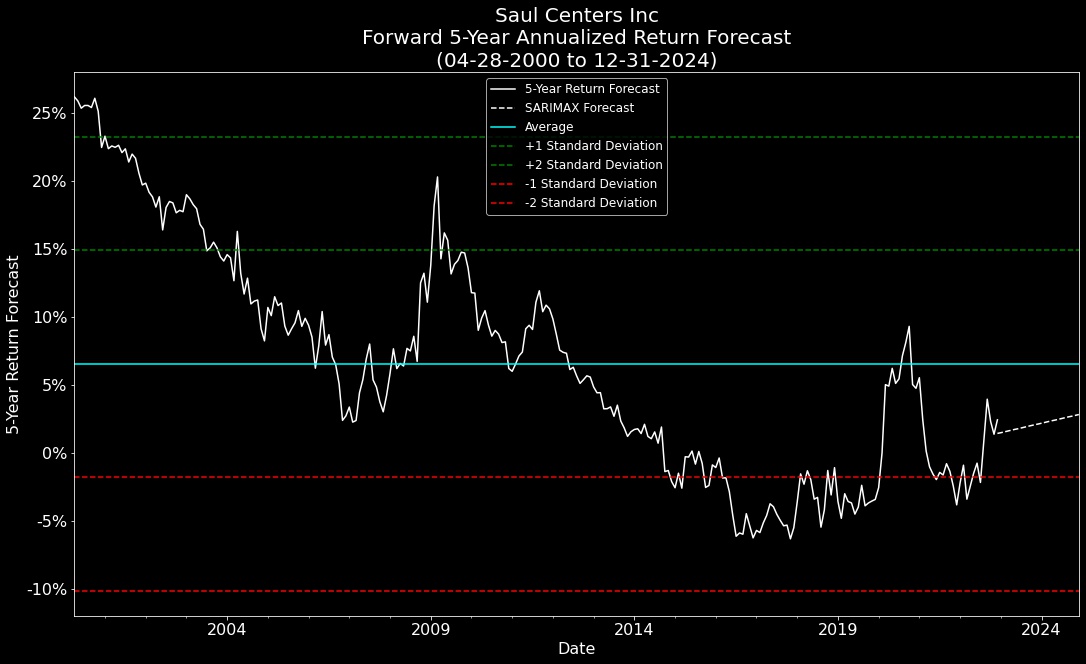 Saul Centers Inc
Forward 5-Year Annualized Return Forecast
(04-28-2000 to 12-31-2024)
5-Year Return Forecast
SARIMAX Forecast
Average
+1 Standard Deviation
+2 Standard Deviation
-1 Standard Deviation
-2 Standard Deviation
5-Year Return Forecast
25%
20%
15%
10%
5%
0%
-5%
-10%
2004 2009 2014 2019 2024
Date